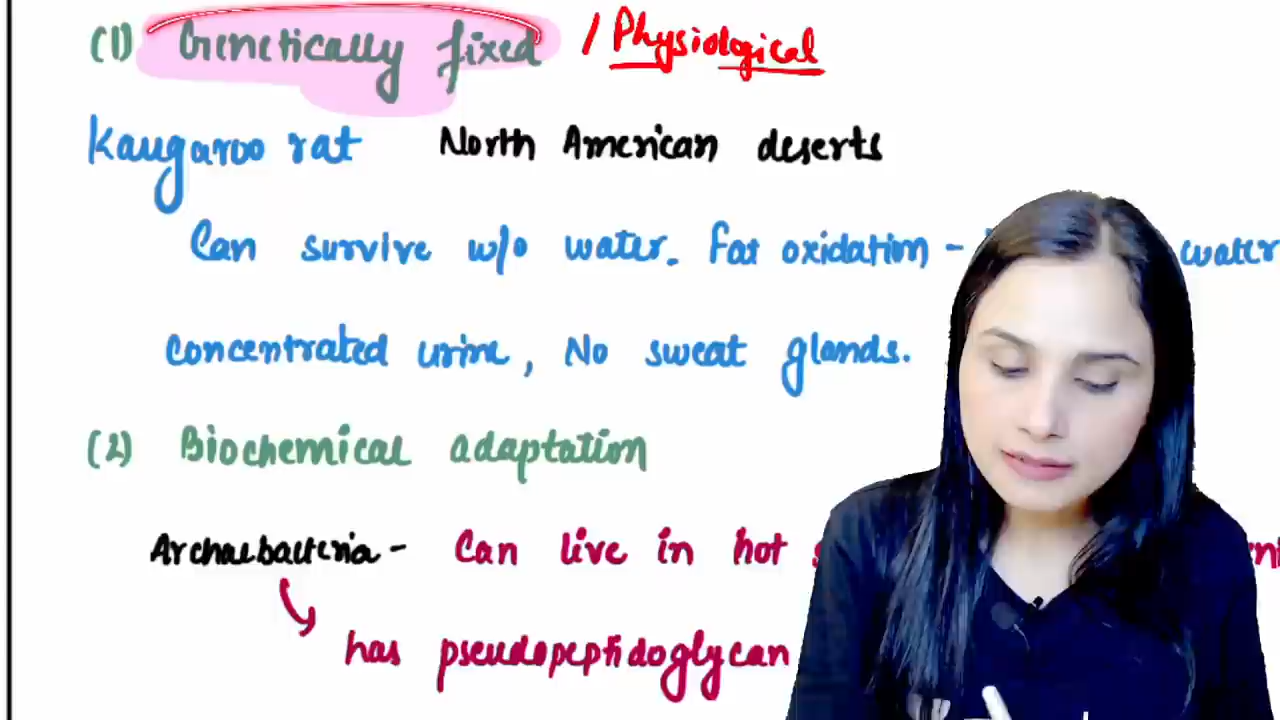 (1) Genetically fixed / Physiological
Kangaroo rat North American deserts
Can survive w/o water. Fat oxidation - water
concentrated urine, No sweat glands.
(2) Biochemical adaptation
Archaebacteria - Can live in hot
has pseudopeptidoglycan